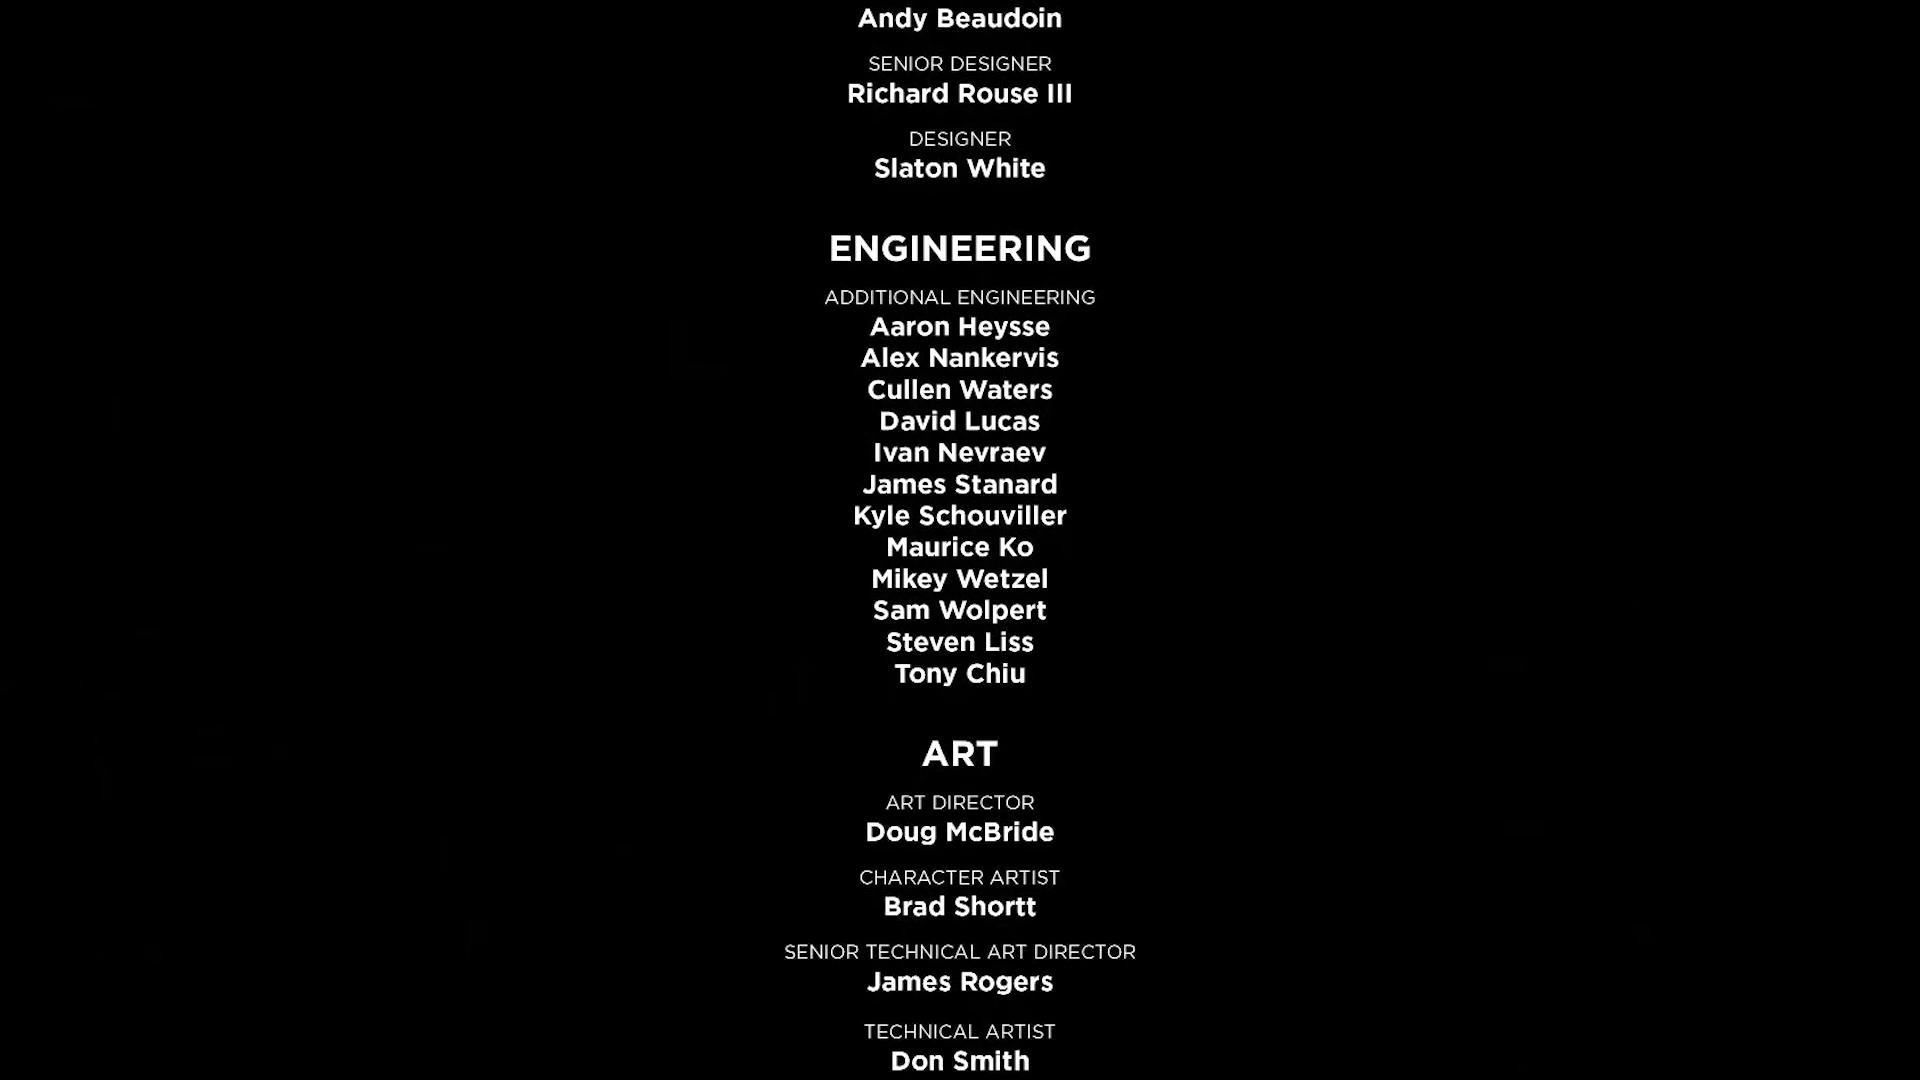 Andy Beaudoin
SENIOR DESIGNER
Richard Rouse III
DESIGNER
Slaton White
ENGINEERING
ADDITIONAL ENGINEERING
Aaron Heysse
Alex Nankervis
Cullen Waters
David Lucas
Ivan Nevraev
James Stanard
Kyle Schouviller
Maurice Ko
Mikey Wetzel
Sam Wolpert
Steven Liss
Tony Chiu
ART
ART DIRECTOR
Doug McBride
CHARACTER ARTIST
Brad Shortt
SENIOR TECHNICAL ART DIRECTOR
James Rogers
TECHNICAL ARTIST
Don Smith